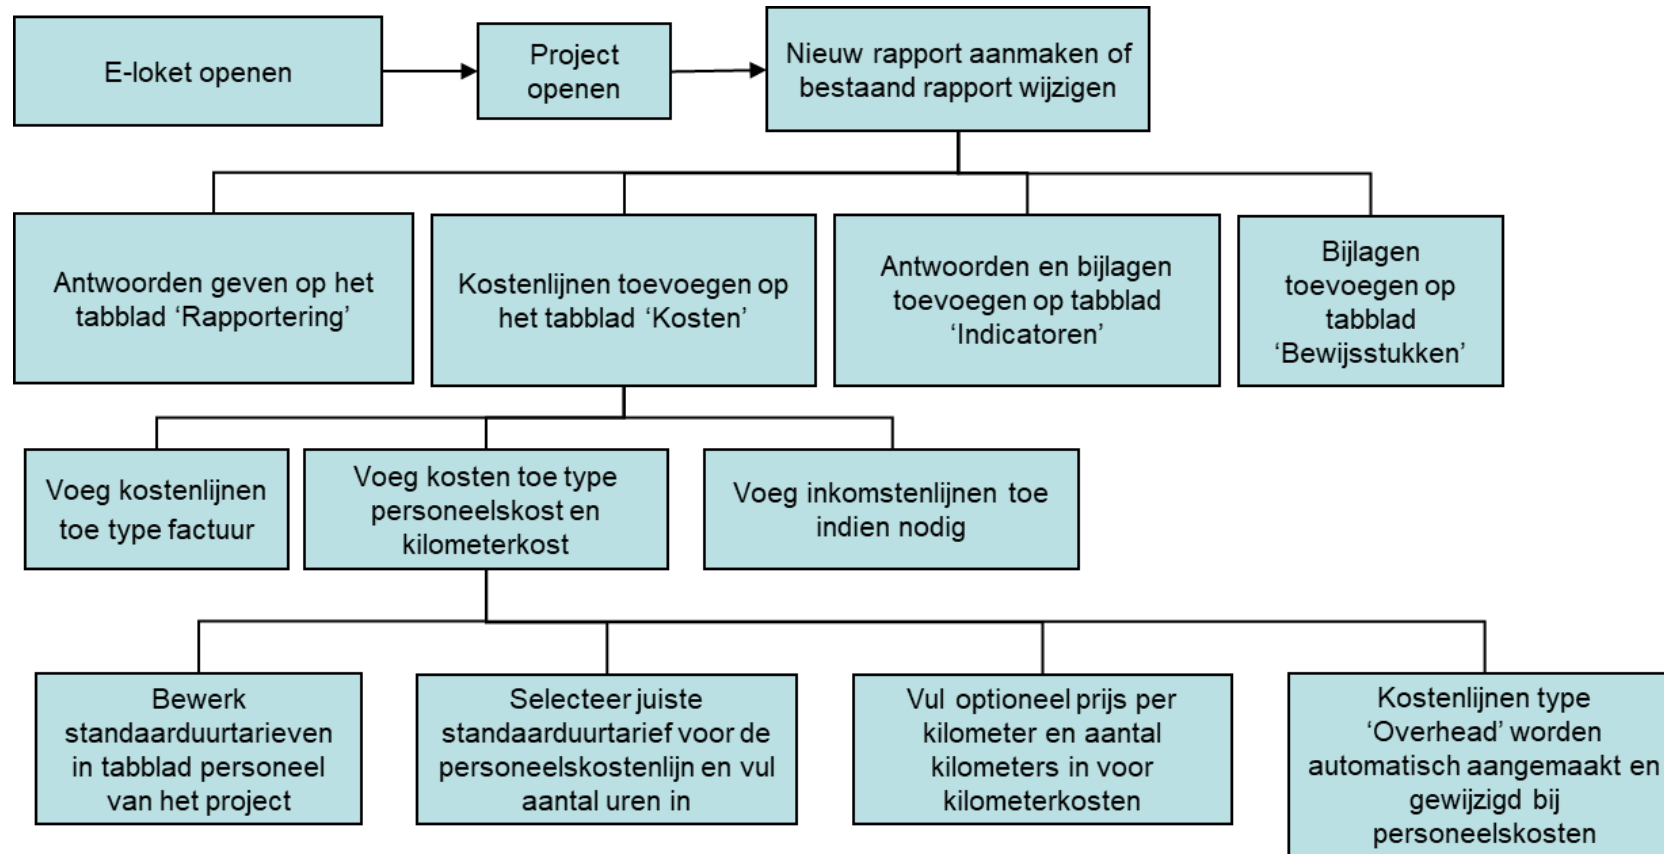 E-loket openen
Project
openen
Nieuw rapport aanmaken of
bestaand rapport wijzigen
Antwoorden geven op het
tabblad ‘Rapportering’
Kostenlijnen toevoegen op
het tabblad ‘Kosten’
Antwoorden en bijlagen
toevoegen op tabblad
‘Indicatoren’
Bijlagen
toevoegen op
tabblad
‘Bewijsstukken’
Voeg kostenlijnen
toe type factuur
Voeg kosten toe type
personeelskost en
kilometerkost
Voeg inkomstenlijnen toe
indien nodig
Bewerk
standaarduurtarieven
in tabblad personeel
van het project
Selecteer juiste
standaarduurtarief voor de
personeelskostenlijn en vul
aantal uren in
Vul optioneel prijs per
kilometer en aantal
kilometers in voor
kilometerkosten
Kostenlijnen type
‘Overhead’ worden
automatisch aangemaakt en
gewijzigd bij
personeelskosten